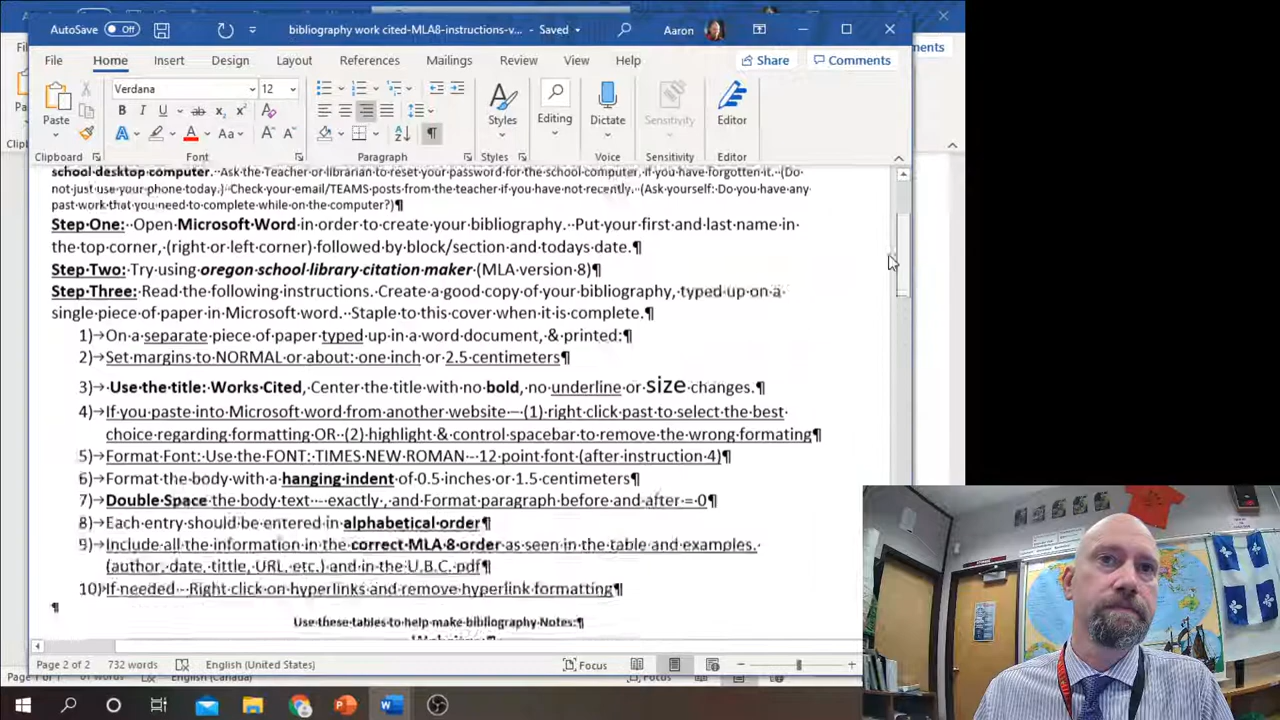 AutoSave Off bibliography work cited-MLA8-instructions-v... - Saved Aaron
File Home Insert Design Layout References Mailings Review View Help Share Comments
Paste Verdana 12 Styles Editing Dictate Sensitivity Editor
Clipboard Font Paragraph Styles Voice Sensitivity Editor
school desktop computer. Ask the Teacher or librarian to reset your password for the school computer, if you have forgotten it. (Do
not just use your phone today.) Check your email/TEAMS posts from the teacher if you have not recently. (Ask yourself: Do you have any
past work that you need to complete while on the computer?)¶
Step One: Open Microsoft Word in order to create your bibliography. Put your first and last name in
the top corner, (right or left corner) followed by block/section and todays date.¶
Step Two: Try using oregon school library citation maker (MLA version 8)¶
Step Three: Read the following instructions. Create a good copy of your bibliography, typed up on a
single piece of paper in Microsoft word. Staple to this cover when it is complete.¶
1)→On a separate piece of paper typed up in a word document, & printed:¶
2)→Set margins to NORMAL or about: one inch or 2.5 centimeters¶
3)→ Use the title: Works Cited, Center the title with no bold, no underline or size changes.¶
4)→If you paste into Microsoft word from another website – (1) right click past to select the best
choice regarding formatting OR (2) highlight & control spacebar to remove the wrong formating¶
5)→Format Font: Use the FONT: TIMES NEW ROMAN - 12 point font (after instruction 4)¶
6)→Format the body with a hanging indent of 0.5 inches or 1.5 centimeters¶
7)→Double Space the body text -- exactly , and Format paragraph before and after = 0¶
8)→Each entry should be entered in alphabetical order¶
9)→Include all the information in the correct MLA 8 order as seen in the table and examples.
(author, date, tittle, URL, etc.) and in the U.B.C. pdf¶
10)→If needed - Right click on hyperlinks and remove hyperlink formatting¶
¶
Use these tables to help make bibliography Notes:¶
Page 2 of 2 732 words English (United States) Focus
English (Canada) Focus